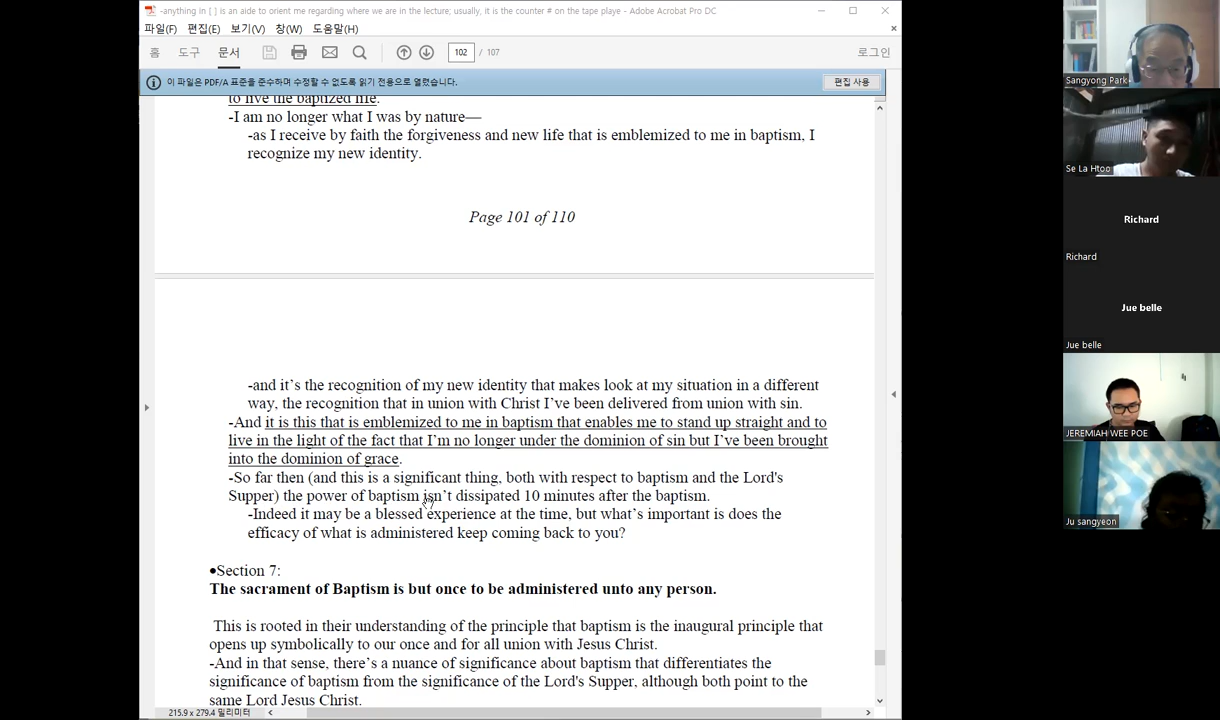 -anything in [ ] is an aide to orient me regarding where we are in the lecture; usually, it is the counter # on the tape playe - Adobe Acrobat Pro DC
파일(F) 편집(E) 보기(V) 창(W) 도움말(H)
홈 도구 문서 102 / 107 로그인
이 파일은 PDF/A 표준을 준수하며 수정할 수 없도록 읽기 전용으로 열렸습니다. 편집 사용
to live the baptized life.
-I am no longer what I was by nature—
-as I receive by faith the forgiveness and new life that is emblemized to me in baptism, I
recognize my new identity.
Page 101 of 110
-and it's the recognition of my new identity that makes look at my situation in a different
way, the recognition that in union with Christ I've been delivered from union with sin.
-And it is this that is emblemized to me in baptism that enables me to stand up straight and to
live in the light of the fact that I'm no longer under the dominion of sin but I've been brought
into the dominion of grace.
-So far then (and this is a significant thing, both with respect to baptism and the Lord's
Supper) the power of baptism isn't dissipated 10 minutes after the baptism.
-Indeed it may be a blessed experience at the time, but what's important is does the
efficacy of what is administered keep coming back to you?
•Section 7:
The sacrament of Baptism is but once to be administered unto any person.
This is rooted in their understanding of the principle that baptism is the inaugural principle that
opens up symbolically to our once and for all union with Jesus Christ.
-And in that sense, there's a nuance of significance about baptism that differentiates the
significance of baptism from the significance of the Lord's Supper, although both point to the
same Lord Jesus Christ.
215.9 x 279.4 밀리미터
Sangyong Park
Se La Htoo
Richard
Richard
Jue belle
Jue belle
JEREMIAH WEE POE
Ju sangyeon